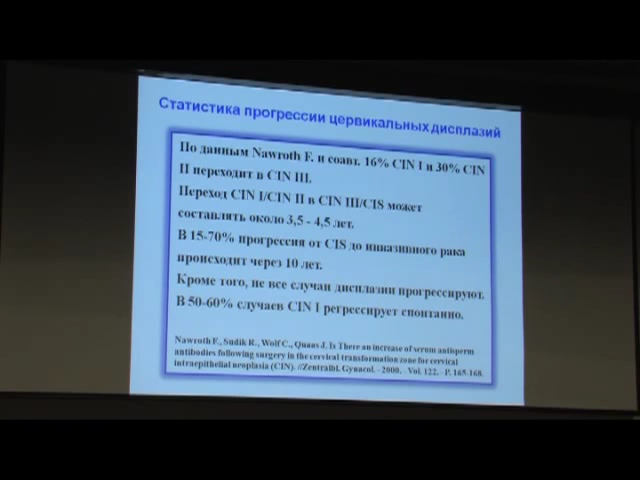 Статистика прогрессии цервикальных дисплазий
По данным Nawroth F. и соавт. 16% CIN I и 30% CIN
II переходит в CIN III.
Переход CIN I/CIN II в CIN III/CIS может
составлять около 3,5 - 4,5 лет.
В 15-70% прогрессия от CIS до инвазивного рака
происходит через 10 лет.
Кроме того, не все случаи дисплазии прогрессируют.
В 50-60% случаев CIN I регрессирует спонтанно.
Nawroth F., Sudik R., Wolf C., Quaas J. Is There an increase of serum antisperm
antibodies following surgery in the cervical transformation zone for cervical
intraepithelial neoplasia (CIN). //Zentralbl. Gynacol. - 2000. - Vol. 122. - P. 165-168.